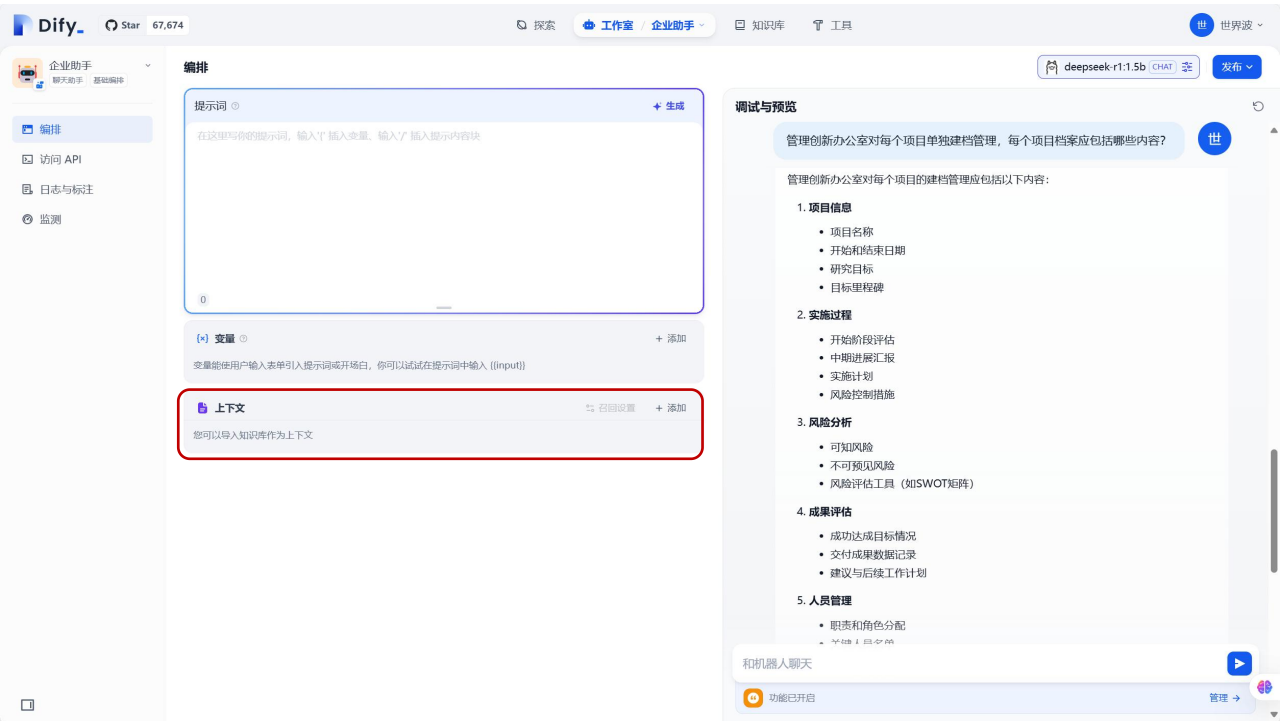 Dify_
Star 67,674
探索
工作室 / 企业助手
知识库
工具
世 世界波
企业助手
聊天助手 基础编排
编排
访问 API
日志与标注
监测
编排
deepseek-r1:1.5b CHAT
发布
提示词
生成
在这里写你的提示词，输入'{' 插入变量、输入'/' 插入提示内容块
0
{x} 变量
+ 添加
变量能使用户输入表单引入提示词或开场白，你可以试试在提示词中输入 {{input}}
上下文
召回设置
+ 添加
您可以导入知识库作为上下文
调试与预览
管理创新办公室对每个项目单独建档管理，每个项目档案应包括哪些内容？
世
管理创新办公室对每个项目的建档管理应包括以下内容：
1. 项目信息
• 项目名称
• 开始和结束日期
• 研究目标
• 目标里程碑
2. 实施过程
• 开始阶段评估
• 中期进展汇报
• 实施计划
• 风险控制措施
3. 风险分析
• 可知风险
• 不可预见风险
• 风险评估工具（如SWOT矩阵）
4. 成果评估
• 成功达成目标情况
• 交付成果数据记录
• 建议与后续工作计划
5. 人员管理
• 职责和角色分配
• 关键人员名单
和机器人聊天
功能已开启
管理 →